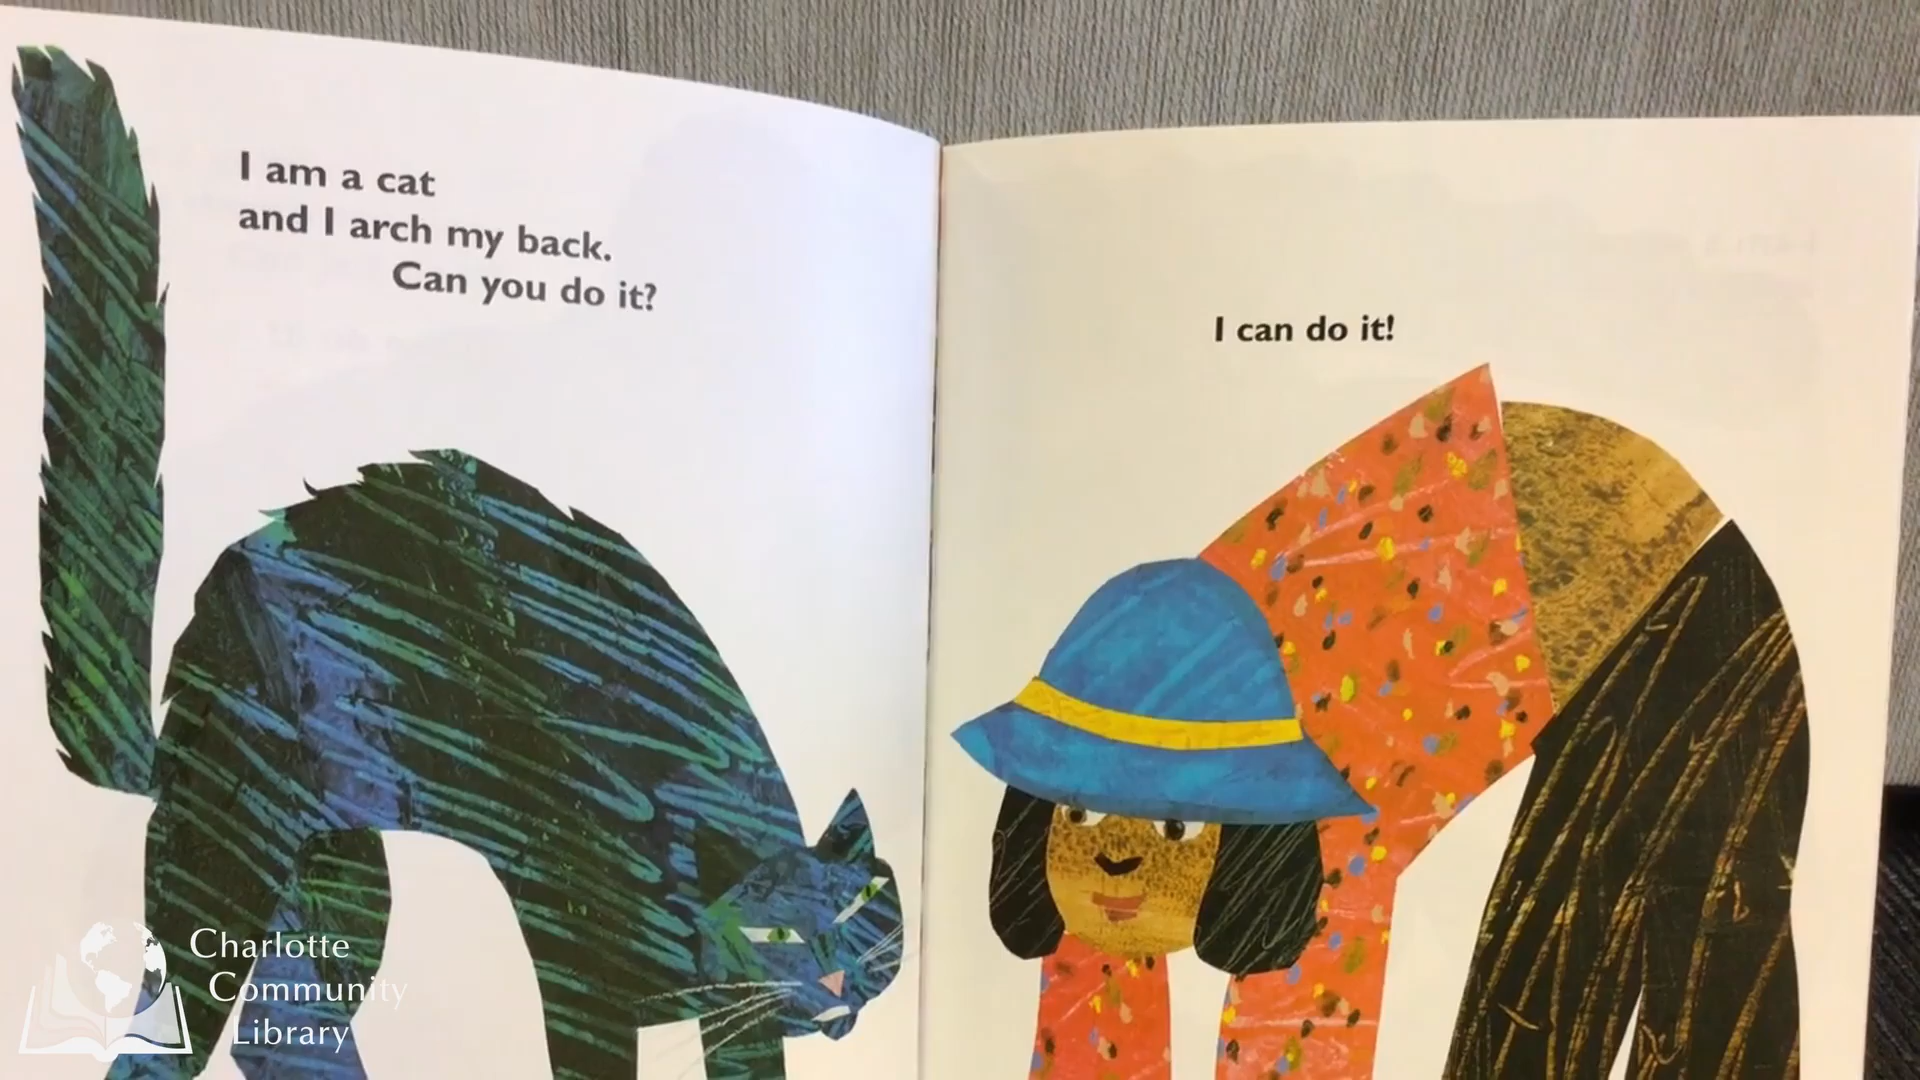 I am a cat
and I arch my back.
Can you do it?
I can do it!
Charlotte
Community
Library